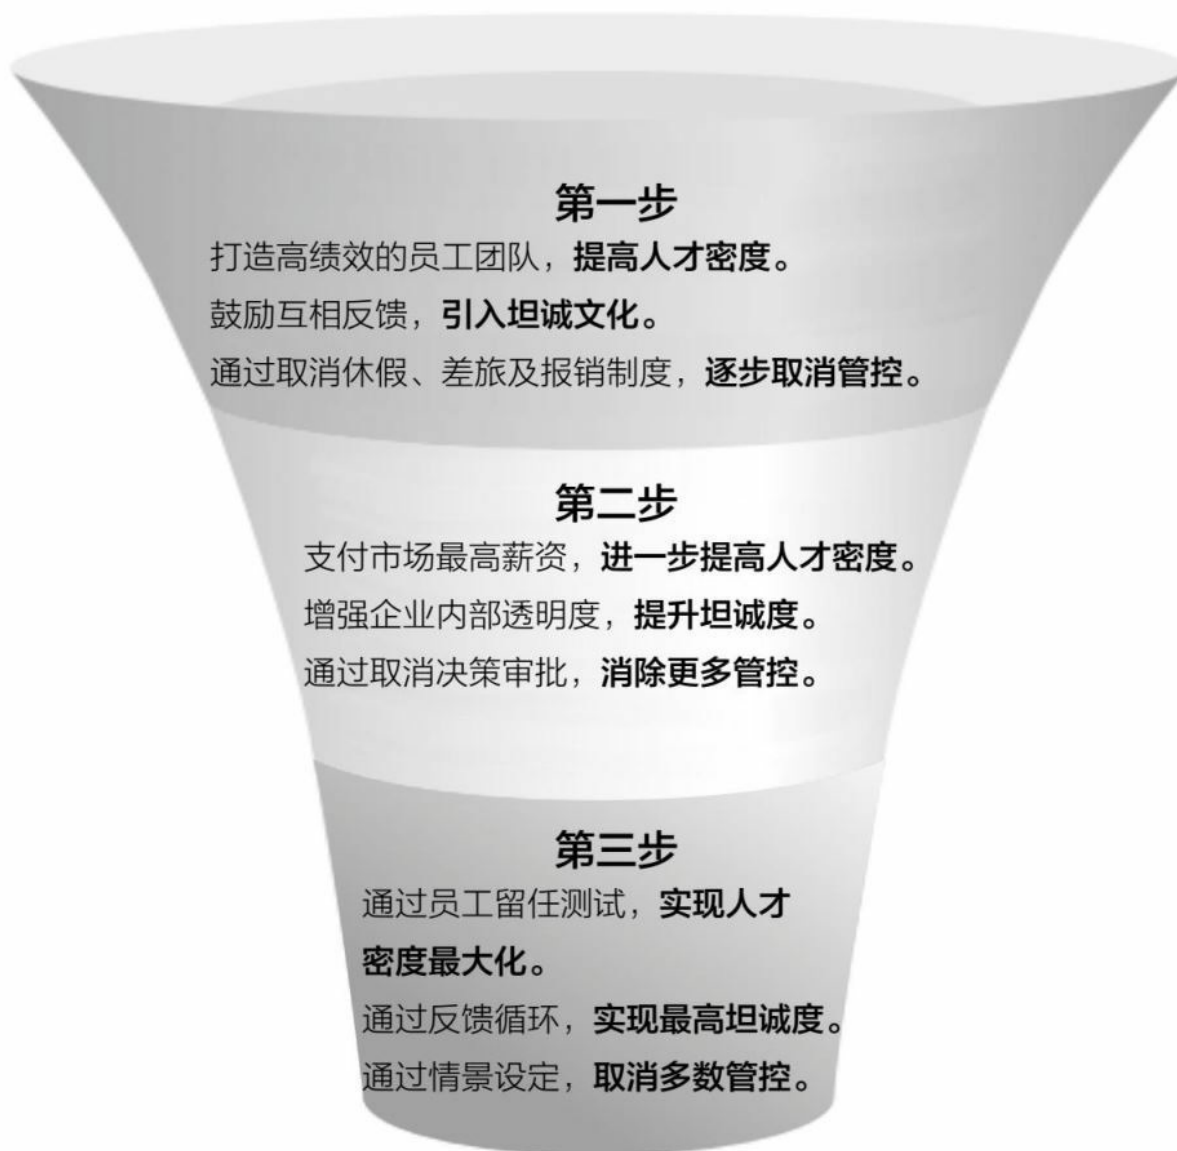 第一步
打造高绩效的员工团队，提高人才密度。
鼓励互相反馈，引入坦诚文化。
通过取消休假、差旅及报销制度，逐步取消管控。
第二步
支付市场最高薪资，进一步提高人才密度。
增强企业内部透明度，提升坦诚度。
通过取消决策审批，消除更多管控。
第三步
通过员工留任测试，实现人才
密度最大化。
通过反馈循环，实现最高坦诚度。
通过情景设定，取消多数管控。